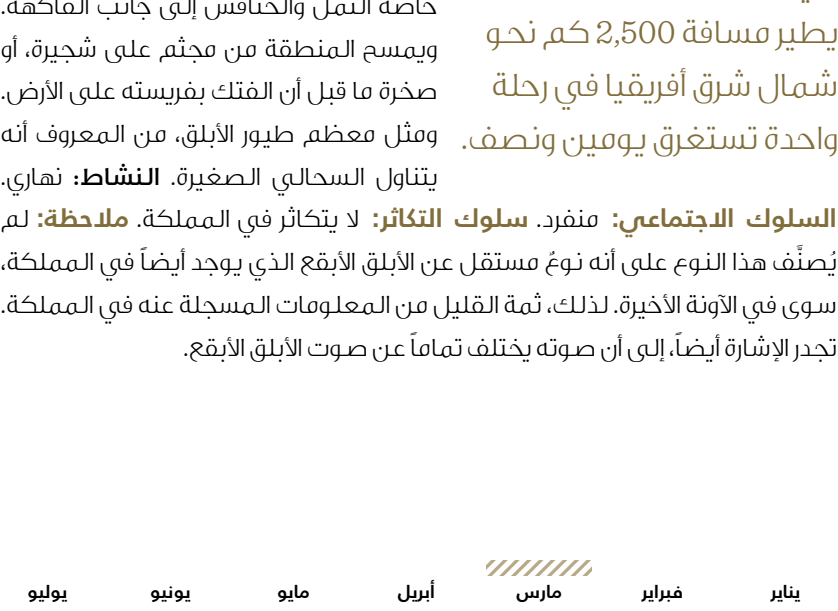 يطير مسافة 2,500 كم نحو
شمال شرق أفريقيا في رحلة
واحدة تستغرق يومين ونصف.
خاصة النمل والخنافس إلى جانب الفاكهة.
ويمسح المنطقة من مجثم على شجيرة، أو
صخرة ما قبل أن الفتك بفريسته على الأرض.
ومثل معظم طيور الأبلق، من المعروف أنه
يتناول السحالي الصغيرة. النشاط: نهاري.
السلوك الاجتماعي: منفرد. سلوك التكاثر: لا يتكاثر في المملكة. ملاحظة: لم
يُصنَّف هذا النوع على أنه نوعٌ مستقل عن الأبلق الأبقع الذي يوجد أيضاً في المملكة،
سوى في الآونة الأخيرة. لذلك، ثمة القليل من المعلومات المسجلة عنه في المملكة.
تجدر الإشارة أيضاً، إلى أن صوته يختلف تماماً عن صوت الأبلق الأبقع.
يناير فبراير مارس أبريل مايو يونيو يوليو